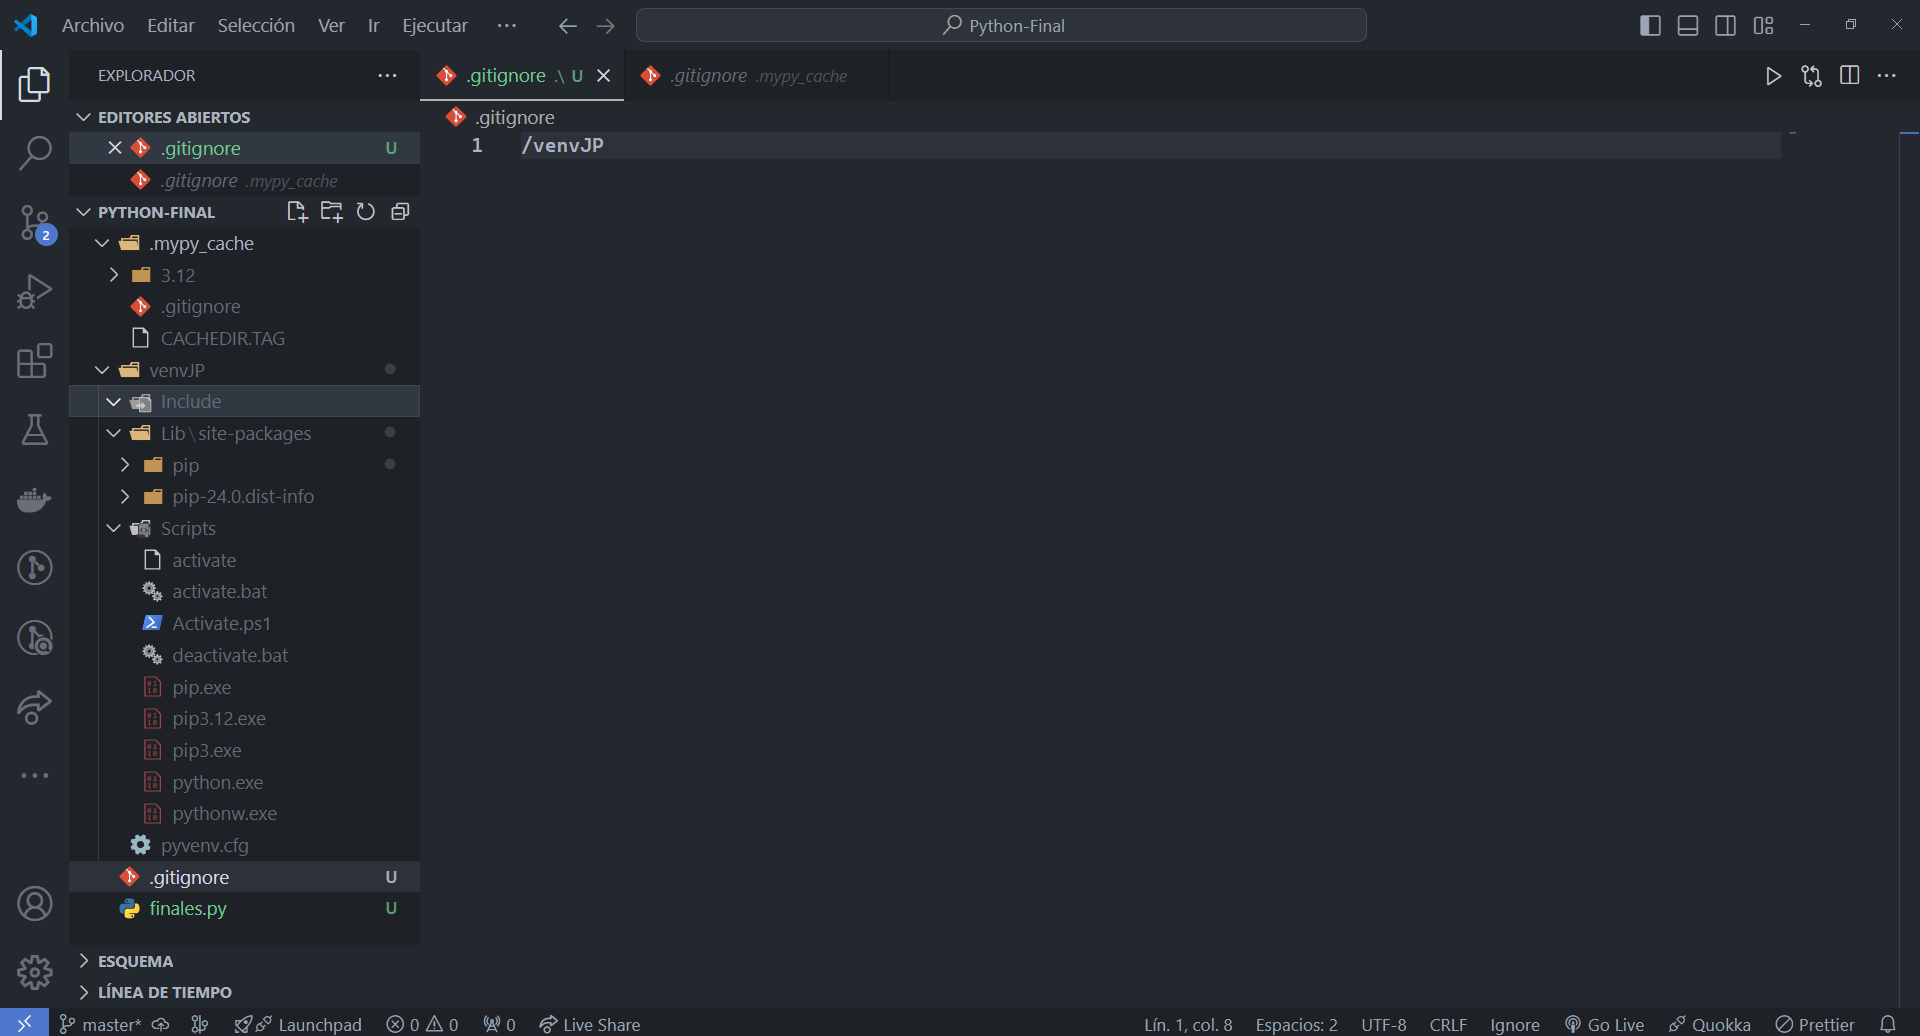 Archivo Editar Selección Ver Ir Ejecutar ··· Python-Final
EXPLORADOR ···
EDITORES ABIERTOS
.gitignore U
.gitignore .mypy_cache
PYTHON-FINAL
.mypy_cache
3.12
.gitignore
CACHEDIR.TAG
venvJP
Include
Lib\site-packages
pip
pip-24.0.dist-info
Scripts
activate
activate.bat
Activate.ps1
deactivate.bat
pip.exe
pip3.12.exe
pip3.exe
python.exe
pythonw.exe
pyvenv.cfg
.gitignore U
finales.py U
ESQUEMA
LÍNEA DE TIEMPO
2
.gitignore .\ U
.gitignore .mypy_cache
.gitignore
1 /venvJP
master* Launchpad 0 0 0 Live Share Lín. 1, col. 8 Espacios: 2 UTF-8 CRLF Ignore Go Live Quokka Prettier